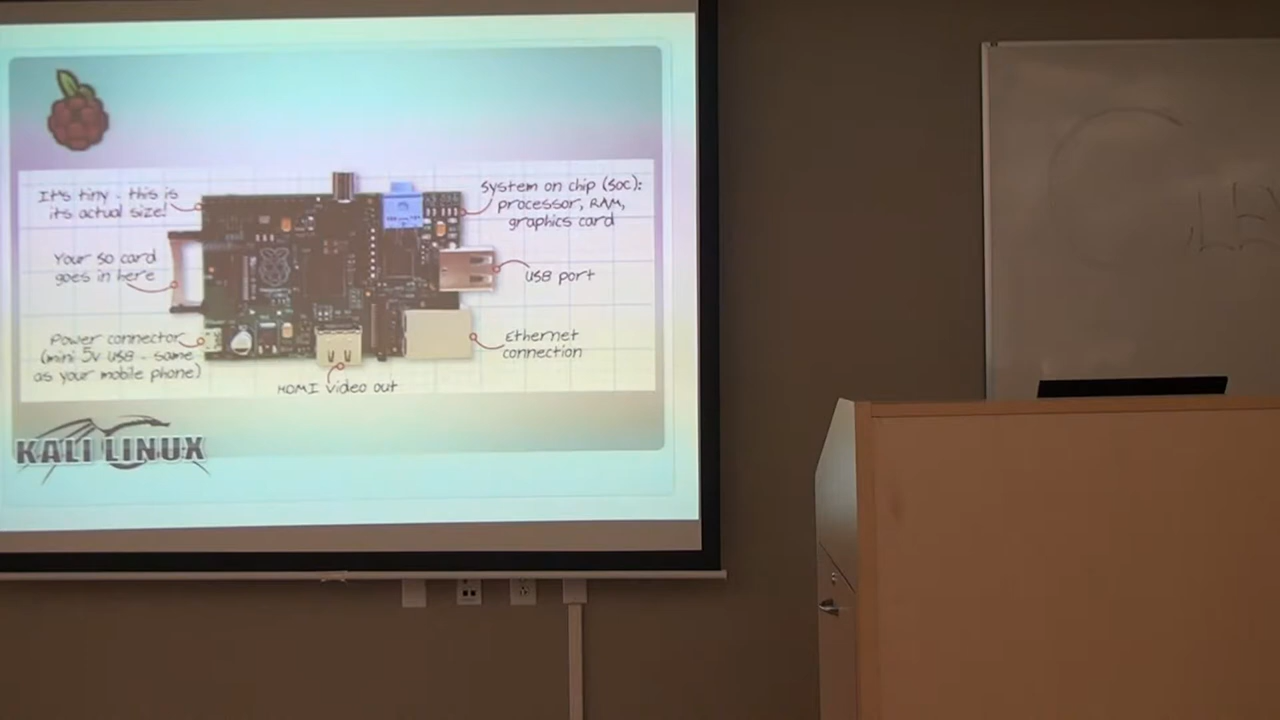 It's tiny - this is
its actual size!
Your SD card
goes in here
Power connector
(mini 5v USB - same
as your mobile phone)
HDMI video out
System on chip (SoC):
processor, RAM,
graphics card
USB port
Ethernet
connection
KALI LINUX